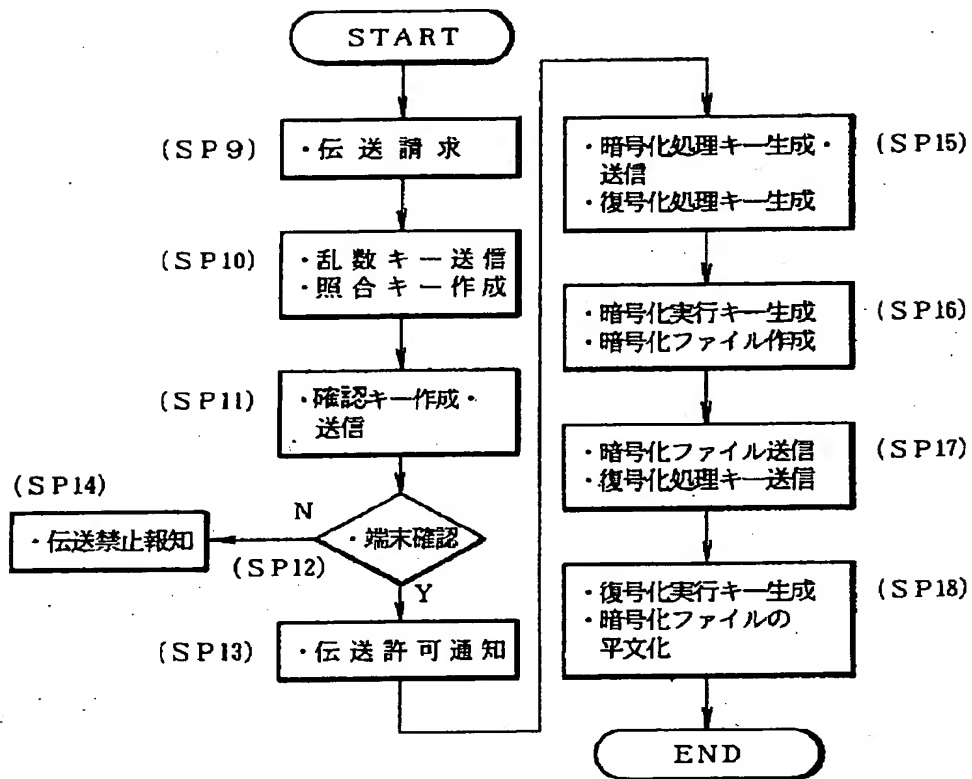 START
(SP9)
・伝送請求
(SP10)
・乱数キー送信
・照合キー作成
(SP11)
・確認キー作成・
送信
(SP14)
・伝送禁止報知
N
・端末確認
(SP12)
Y
(SP13)
・伝送許可通知
・暗号化処理キー生成・
送信
・復号化処理キー生成
(SP15)
・暗号化実行キー生成
・暗号化ファイル作成
(SP16)
・暗号化ファイル送信
・復号化処理キー送信
(SP17)
・復号化実行キー生成
・暗号化ファイルの
平文化
(SP18)
END